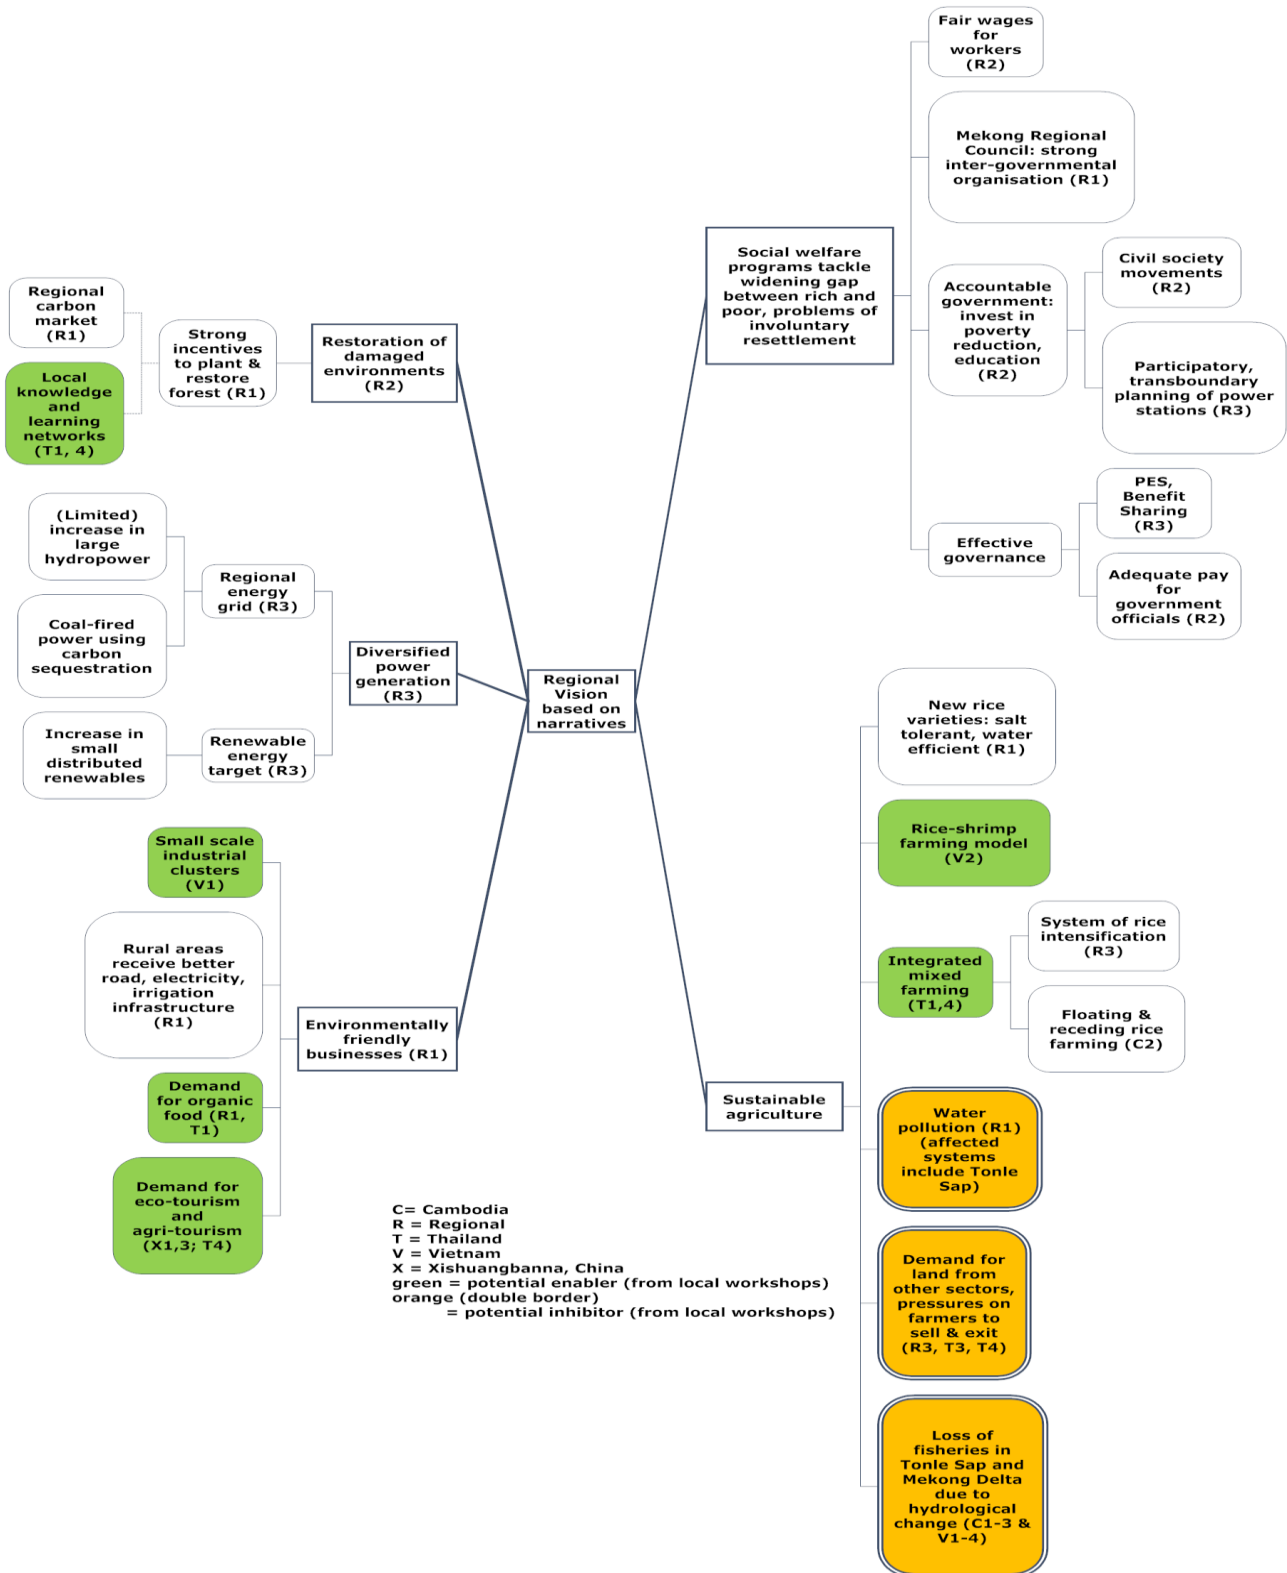 Fair wages
for
workers
(R2)
Mekong Regional
Council: strong
inter-governmental
organisation (R1)
Social welfare
programs tackle
widening gap
between rich and
poor, problems of
involuntary
resettlement
Accountable
government:
invest in
poverty
reduction,
education
(R2)
Civil society
movements
(R2)
Participatory,
transboundary
planning of power
stations (R3)
Effective
governance
PES,
Benefit
Sharing
(R3)
Adequate pay
for
government
officials (R2)
Regional
carbon
market
(R1)
Local
knowledge
and
learning
networks
(T1, 4)
Strong
incentives
to plant &
restore
forest (R1)
Restoration of
damaged
environments
(R2)
(Limited)
increase in
large
hydropower
Coal-fired
power using
carbon
sequestration
Regional
energy
grid (R3)
Increase in
small
distributed
renewables
Renewable
energy
target (R3)
Diversified
power
generation
(R3)
Regional
Vision
based on
narratives
Small scale
industrial
clusters
(V1)
Rural areas
receive better
road, electricity,
irrigation
infrastructure
(R1)
Demand
for organic
food (R1,
T1)
Demand for
eco-tourism
and
agri-tourism
(X1,3; T4)
Environmentally
friendly
businesses (R1)
Sustainable
agriculture
New rice
varieties: salt
tolerant, water
efficient (R1)
Rice-shrimp
farming model
(V2)
Integrated
mixed
farming
(T1,4)
System of rice
intensification
(R3)
Floating &
receding rice
farming (C2)
Water
pollution (R1)
(affected
systems
include Tonle
Sap)
Demand for
land from
other sectors,
pressures on
farmers to
sell & exit
(R3, T3, T4)
Loss of
fisheries in
Tonle Sap and
Mekong Delta
due to
hydrological
change (C1-3 &
V1-4)
C= Cambodia
R = Regional
T = Thailand
V = Vietnam
X = Xishuangbanna, China
green = potential enabler (from local workshops)
orange (double border)
= potential inhibitor (from local workshops)